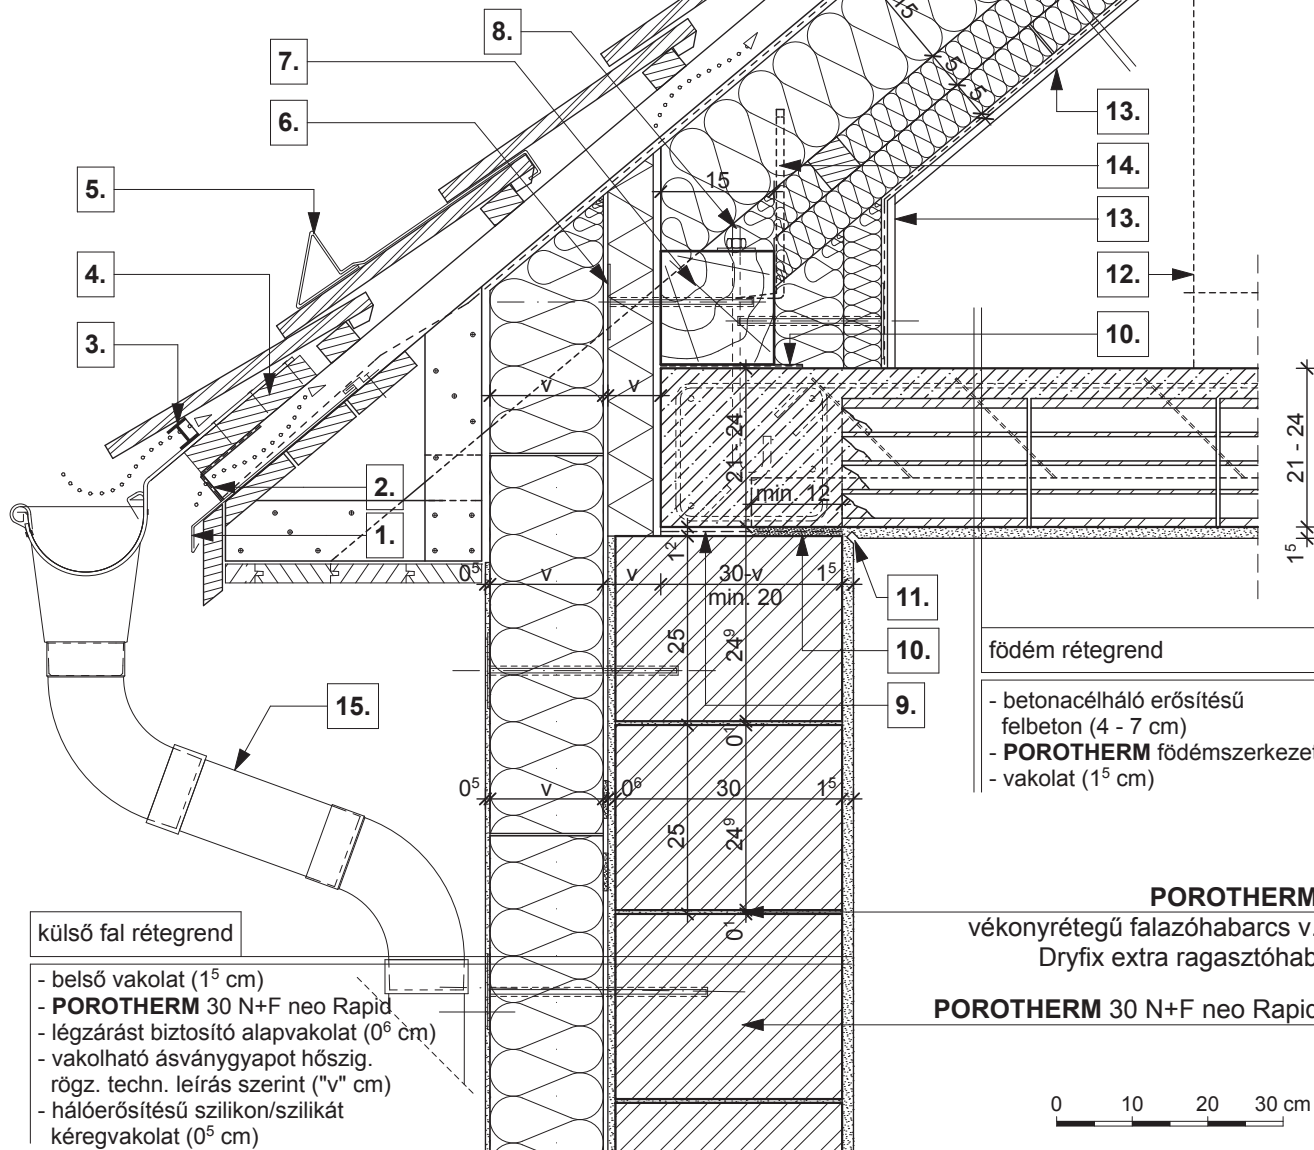 8.
7.
6.
5.
4.
3.
2.
1.
15
5
5
5
13.
14.
13.
12.
10.
v
v
21 - 24
min. 12
21 - 24
1⁵
1²
0⁵
v
v
30-v
min. 20
1⁵
11.
10.
9.
25
24⁹
0¹
15.
födém rétegrend
- betonacélháló erősítésű
felbeton (4 - 7 cm)
- POROTHERM födémszerkezet
- vakolat (1⁵ cm)
0⁵
v
0⁶
30
1⁵
25
24⁹
0¹
POROTHERM
vékonyrétegű falazóhabarcs v.
Dryfix extra ragasztóhab
POROTHERM 30 N+F neo Rapid
külső fal rétegrend
- belső vakolat (1⁵ cm)
- POROTHERM 30 N+F neo Rapid
- légzárást biztosító alapvakolat (0⁶ cm)
- vakolható ásványgyapot hőszig.
rögz. techn. leírás szerint ("v" cm)
- hálóerősítésű szilikon/szilikát
kéregvakolat (0⁵ cm)
0 10 20 30 cm